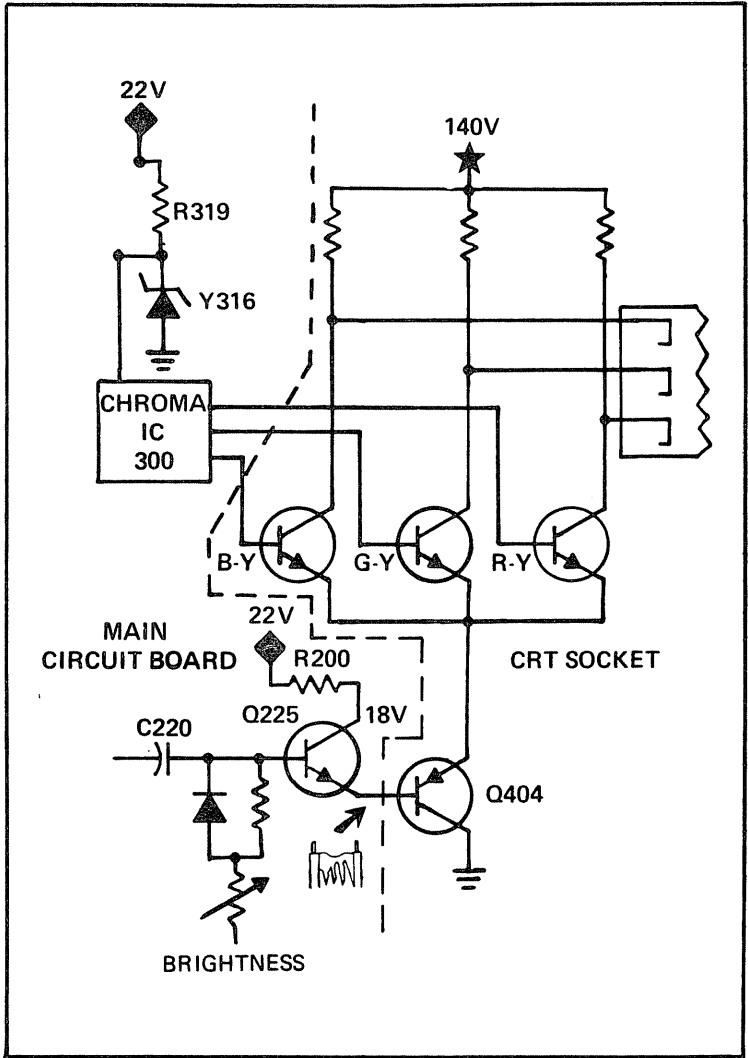 22V
140V
R319
Y316
CHROMA
IC
300
B-Y
G-Y
R-Y
22V
MAIN
CIRCUIT BOARD
R200
CRT SOCKET
Q225
18V
C220
Q404
BRIGHTNESS